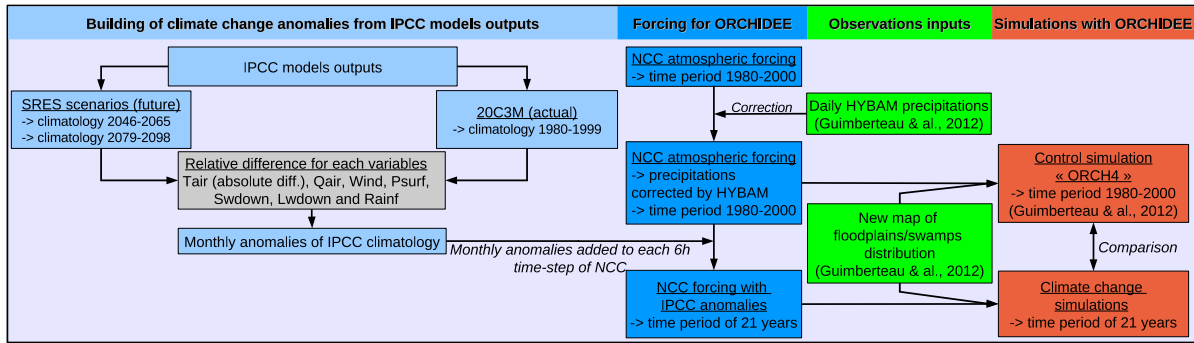 Building of climate change anomalies from IPCC models outputs
Forcing for ORCHIDEE
Observations inputs
Simulations with ORCHIDEE
IPCC models outputs
SRES scenarios (future)
-> climatology 2046-2065
-> climatology 2079-2098
20C3M (actual)
-> climatology 1980-1999
Relative difference for each variables
Tair (absolute diff.), Qair, Wind, Psurf,
Swdown, Lwdown and Rainf
Monthly anomalies of IPCC climatology
Monthly anomalies added to each 6h
time-step of NCC
NCC atmospheric forcing
-> time period 1980-2000
Correction
Daily HYBAM precipitations
(Guimberteau & al., 2012)
NCC atmospheric forcing
-> precipitations
corrected by HYBAM
-> time period 1980-2000
NCC forcing with
IPCC anomalies
-> time period of 21 years
New map of
floodplains/swamps
distribution
(Guimberteau & al., 2012)
Control simulation
« ORCH4 »
-> time period 1980-2000
(Guimberteau & al., 2012)
Comparison
Climate change
simulations
-> time period of 21 years